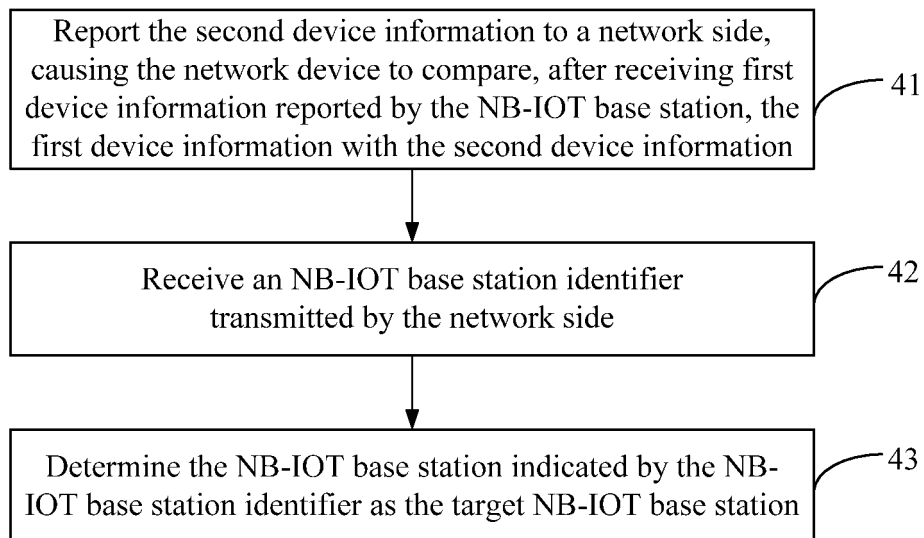 Report the second device information to a network side,
causing the network device to compare, after receiving first
device information reported by the NB-IOT base station, the
first device information with the second device information
41
Receive an NB-IOT base station identifier
transmitted by the network side
42
Determine the NB-IOT base station indicated by the NB-
IOT base station identifier as the target NB-IOT base station
43